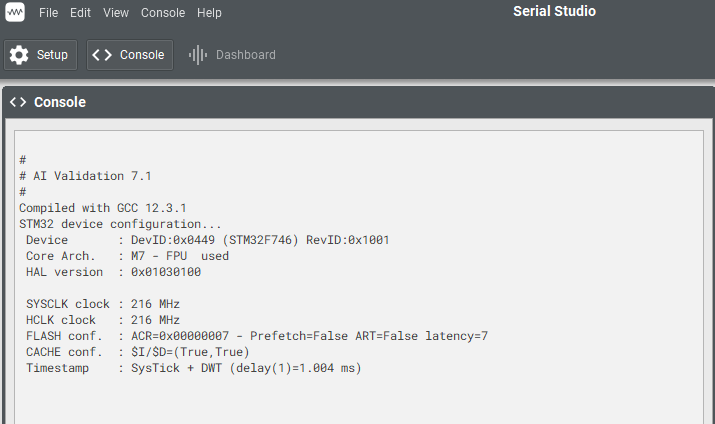 File Edit View Console Help
Serial Studio
Setup
Console
Dashboard
Console
#
# AI Validation 7.1
#
Compiled with GCC 12.3.1
STM32 device configuration...
Device : DevID:0x0449 (STM32F746) RevID:0x1001
Core Arch. : M7 - FPU used
HAL version : 0x01030100
SYSCLK clock : 216 MHz
HCLK clock : 216 MHz
FLASH conf. : ACR=0x00000007 - Prefetch=False ART=False latency=7
CACHE conf. : $I/$D=(True,True)
Timestamp : SysTick + DWT (delay(1)=1.004 ms)